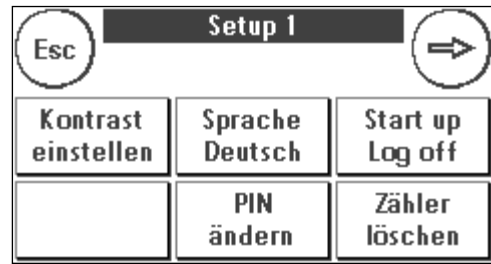 Setup 1
Esc
Kontrast
einstellen
Sprache
Deutsch
Start up
Log off
PIN
ändern
Zähler
löschen